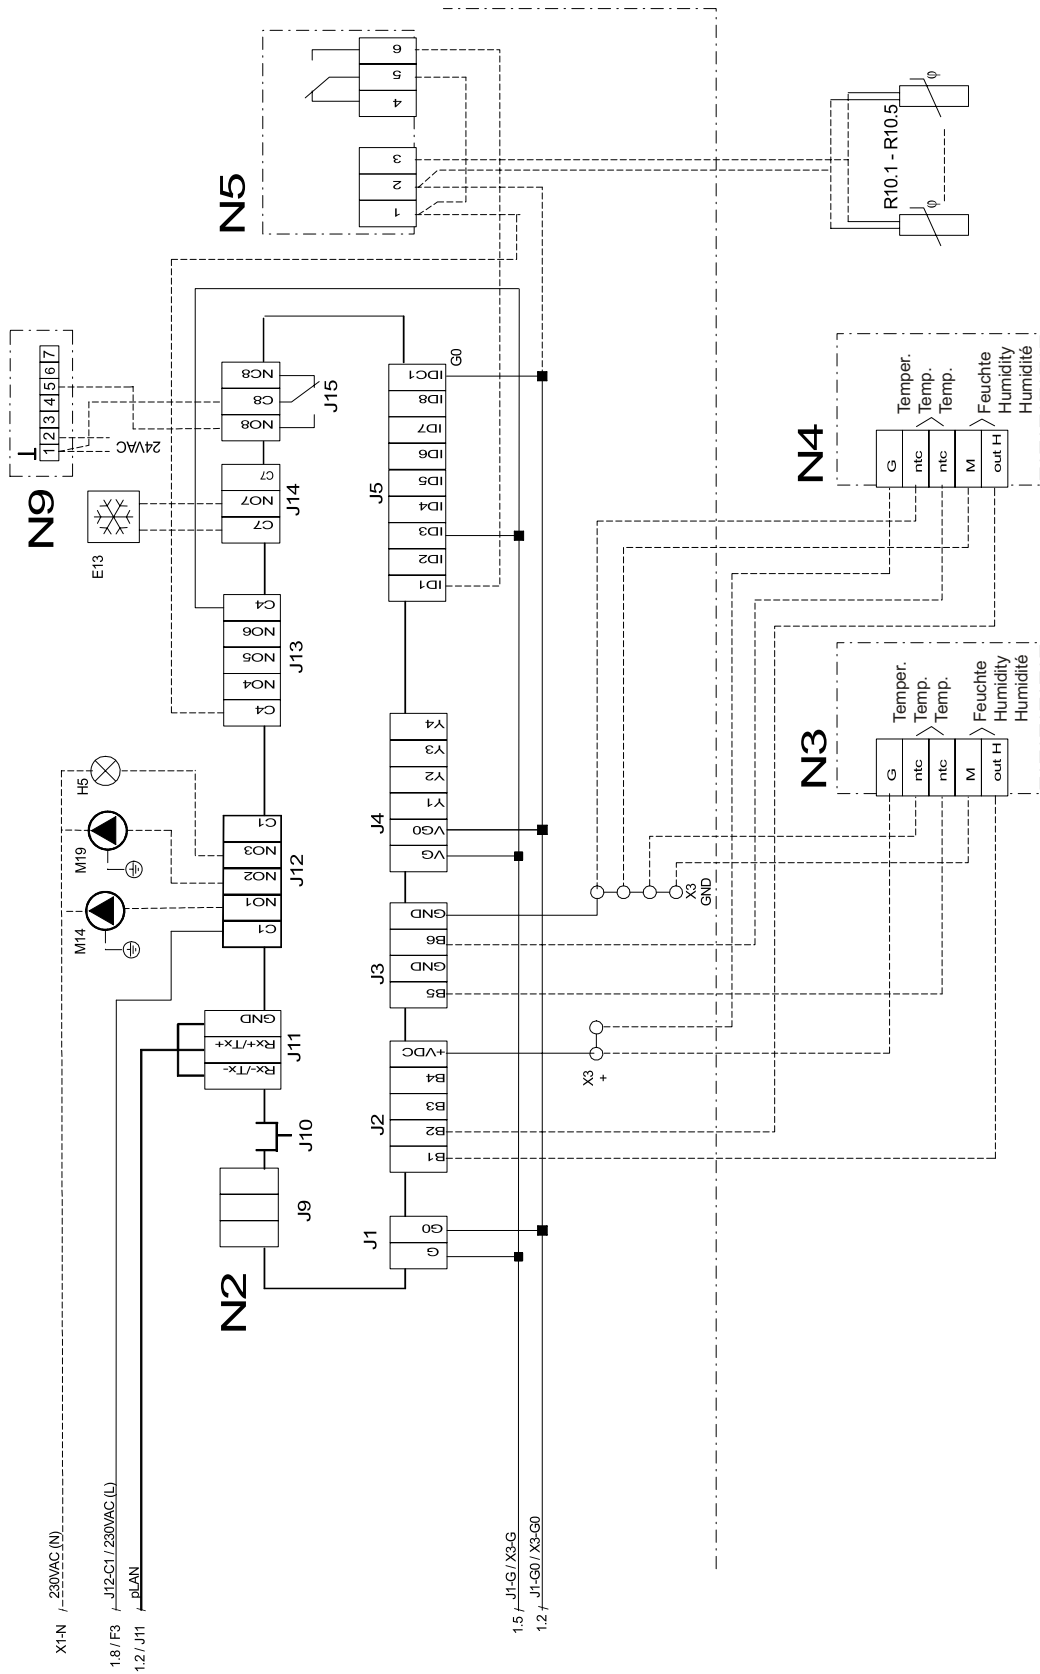 X1-N / 230VAC (N)
1.8 / F3 / J12-C1 / 230VAC (L)
1.2 / J11 / pLAN
1.5 / J1-G / X3-G
1.2 / J1-G0 / X3-G0
N9
T
1 2 3 4 5 6 7
24VAC
E13
H5
M19
M14
N5
6
5
4
3
2
1
R10.1 - R10.5
φ
φ
N2
J9
J10
J11
GND
Rx+/Tx+
Rx-/Tx-
J12
C1
NO3
NO2
NO1
C1
J13
C4
NO6
NO5
NO4
C4
J14
C7
NO7
C7
J15
NC8
C8
NO8
J1
G0
G
J2
+VDC
B4
B3
B2
B1
J3
GND
B6
GND
B5
J4
Y4
Y3
Y2
Y1
VG0
VG
J5
G0
IDC1
ID8
ID7
ID6
ID5
ID4
ID3
ID2
ID1
X3
+
X3
GND
N4
G
ntc
ntc
M
out H
Temper.
Temp.
Temp.
Feuchte
Humidity
Humidité
N3
G
ntc
ntc
M
out H
Temper.
Temp.
Temp.
Feuchte
Humidity
Humidité